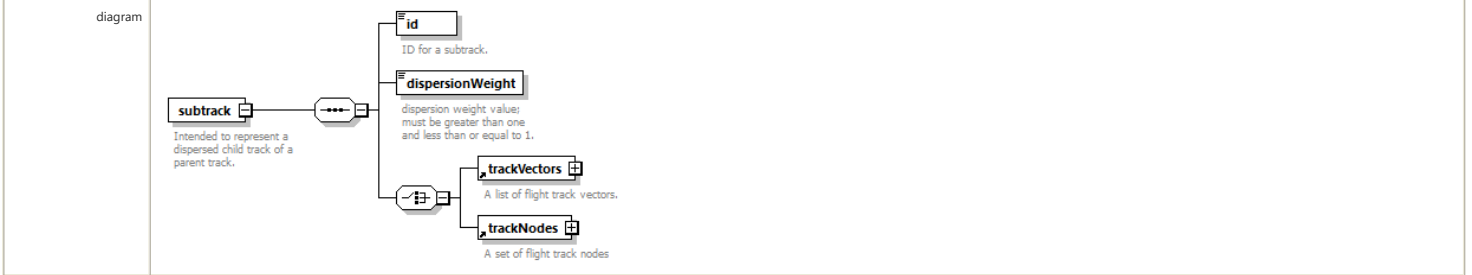 diagram
id
ID for a subtrack.
dispersionWeight
dispersion weight value;
must be greater than one
and less than or equal to 1.
subtrack
Intended to represent a
dispersed child track of a
parent track.
trackVectors
A list of flight track vectors.
trackNodes
A set of flight track nodes